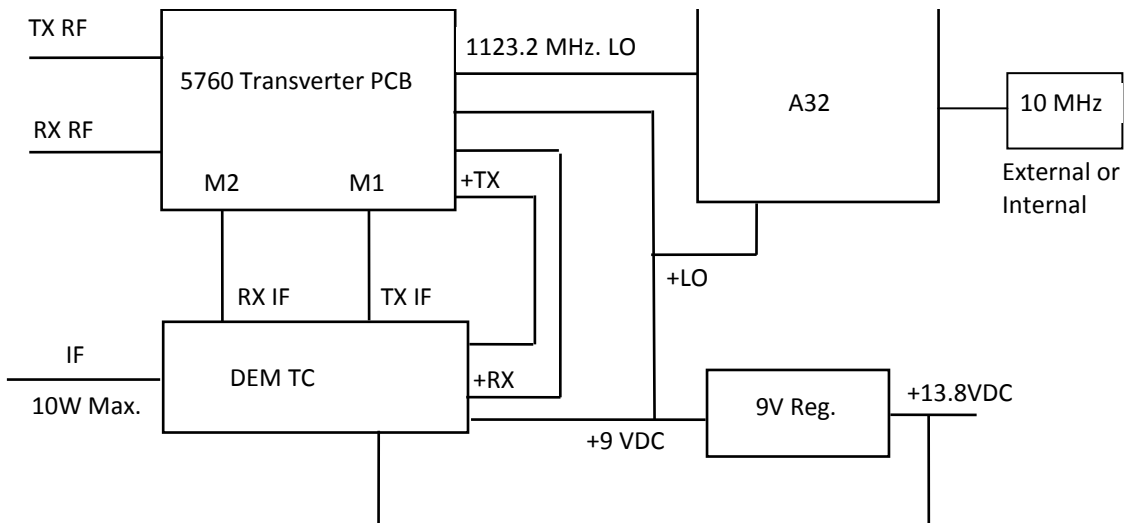 TX RF
1123.2 MHz. LO
5760 Transverter PCB
A32
10 MHz
RX RF
External or
Internal
M2
M1
+TX
+LO
RX IF
TX IF
IF
DEM TC
+RX
10W Max.
9V Reg.
+13.8VDC
+9 VDC